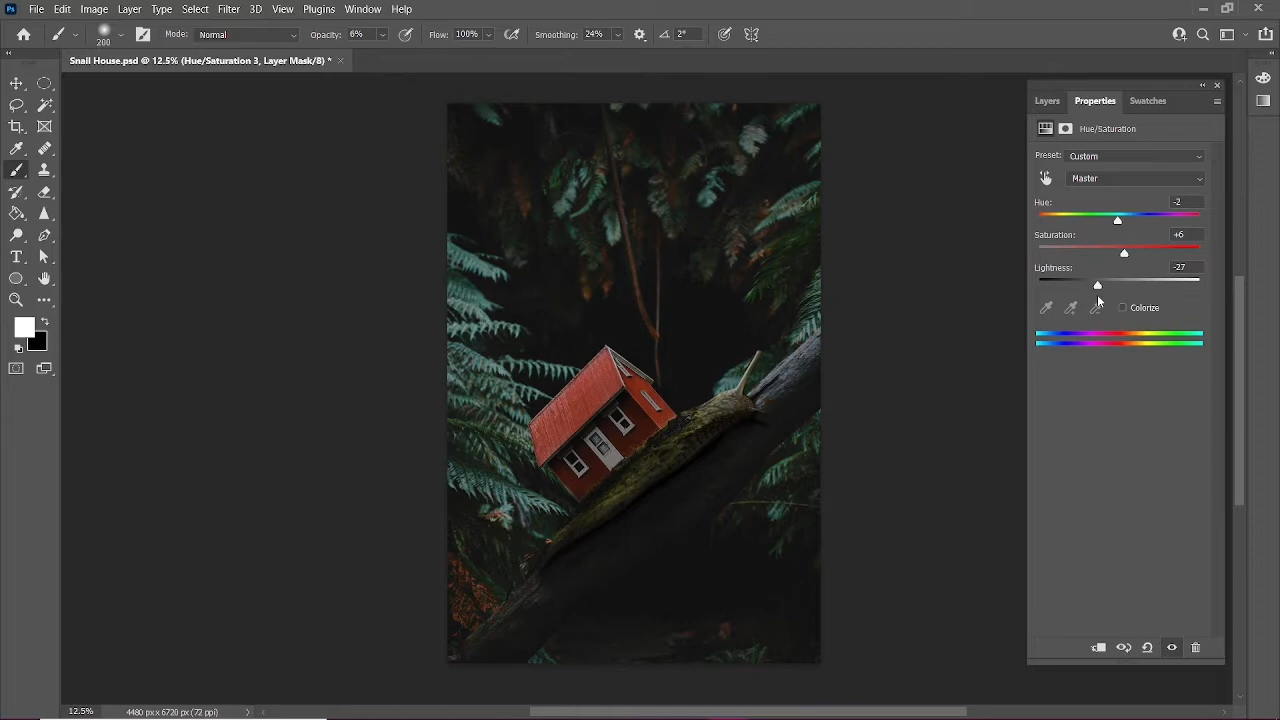 Ps File Edit Image Layer Type Select Filter 3D View Plugins Window Help
200 Mode: Normal Opacity: 6% Flow: 100% Smoothing: 24% 2°
Snail House.psd @ 12.5% (Hue/Saturation 3, Layer Mask/8) *
Layers Properties Swatches
Hue/Saturation
Preset: Custom
Master
Hue: -2
Saturation: +6
Lightness: -27
Colorize
12.5% 4480 px x 6720 px (72 ppi)